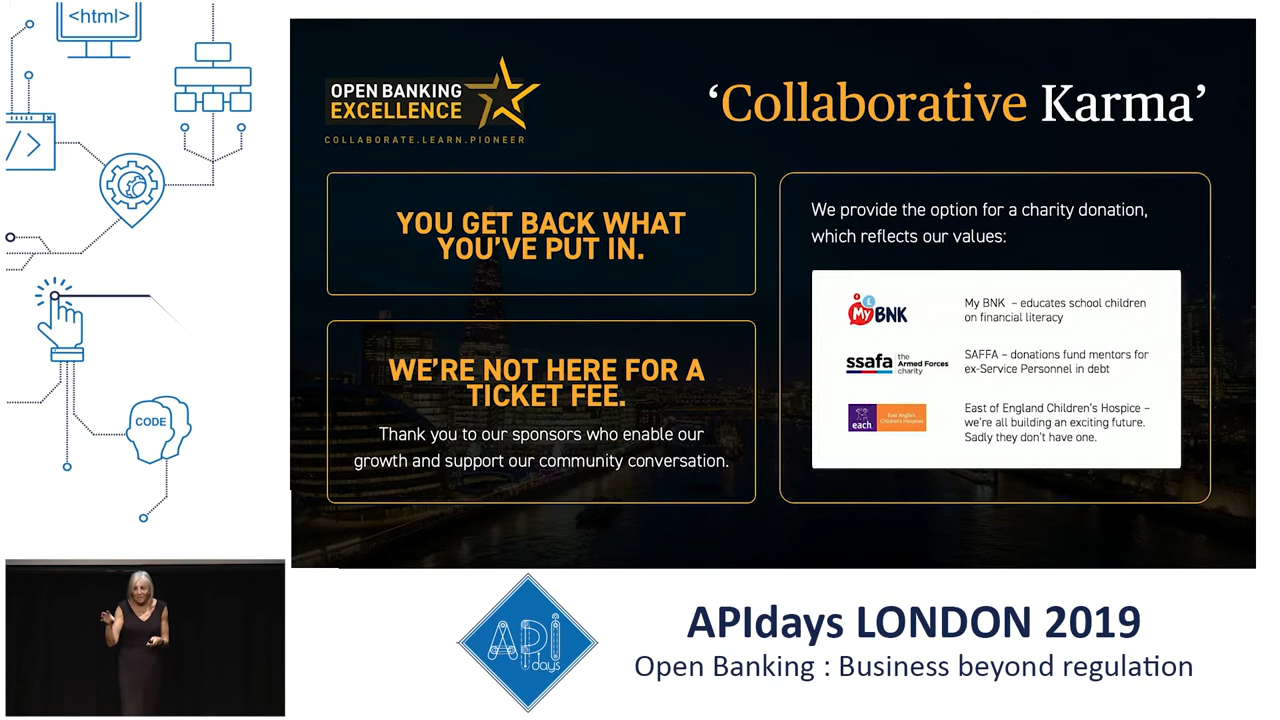 <html>
</>
CODE
OPEN BANKING
EXCELLENCE
COLLABORATE.LEARN.PIONEER
‘Collaborative Karma’
YOU GET BACK WHAT
YOU’VE PUT IN.
WE’RE NOT HERE FOR A
TICKET FEE.
Thank you to our sponsors who enable our
growth and support our community conversation.
We provide the option for a charity donation,
which reflects our values:
My BNK
My BNK – educates school children
on financial literacy
ssafa the
Armed Forces
charity
SAFFA – donations fund mentors for
ex-Service Personnel in debt
each
East Anglia's
Children's Hospices
East of England Children’s Hospice –
we’re all building an exciting future.
Sadly they don’t have one.
API
days
APIdays LONDON 2019
Open Banking : Business beyond regulation